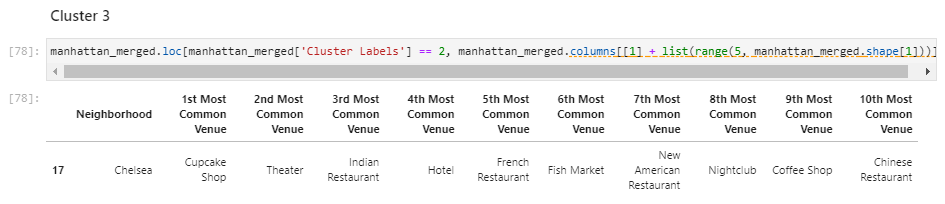 Cluster 3
[78]: manhattan_merged.loc[manhattan_merged['Cluster Labels'] == 2, manhattan_merged.columns[[1] + list(range(5, manhattan_merged.shape[1]))]
[78]:
1st Most 2nd Most 3rd Most 4th Most 5th Most 6th Most 7th Most 8th Most 9th Most 10th Most
Neighborhood Common Common Common Common Common Common Common Common Common Common
Venue Venue Venue Venue Venue Venue Venue Venue Venue Venue
17 Chelsea Cupcake Shop Theater Indian Restaurant Hotel French Restaurant Fish Market New American Restaurant Nightclub Coffee Shop Chinese Restaurant